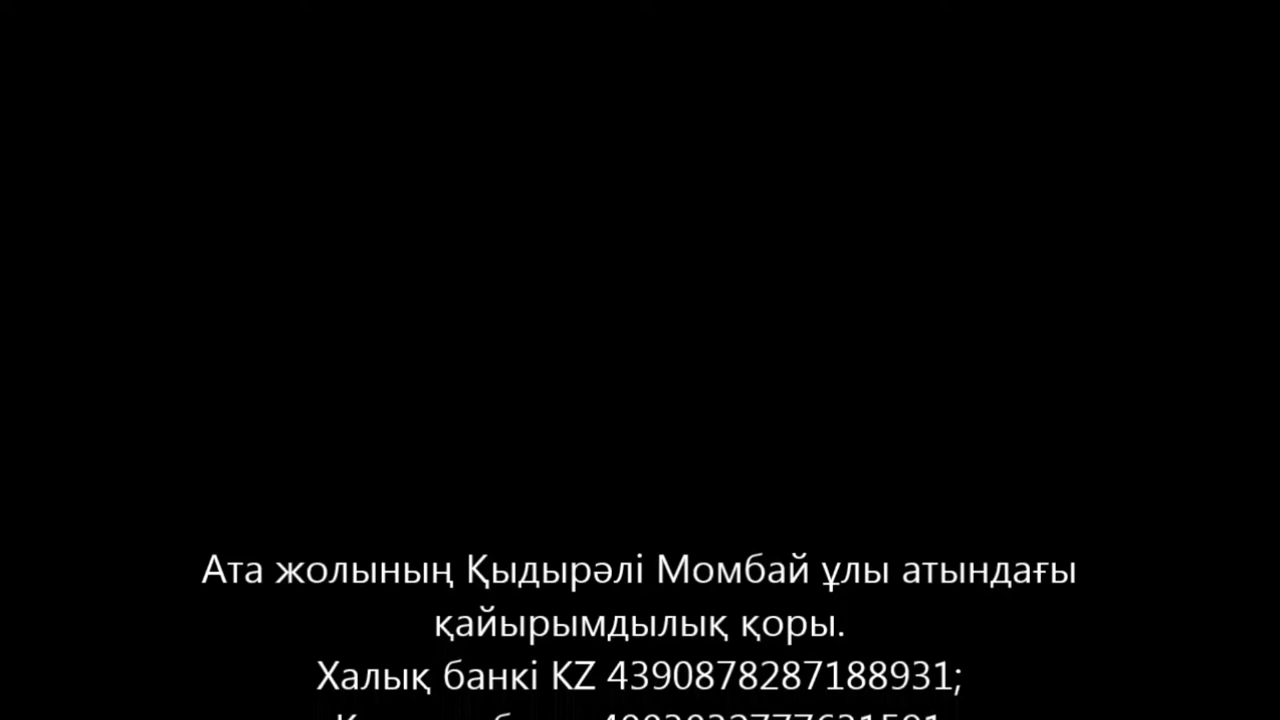 Ата жолының Қыдырәлі Момбай ұлы атындағы
қайырымдылық қоры.
Халық банкі KZ 4390878287188931;